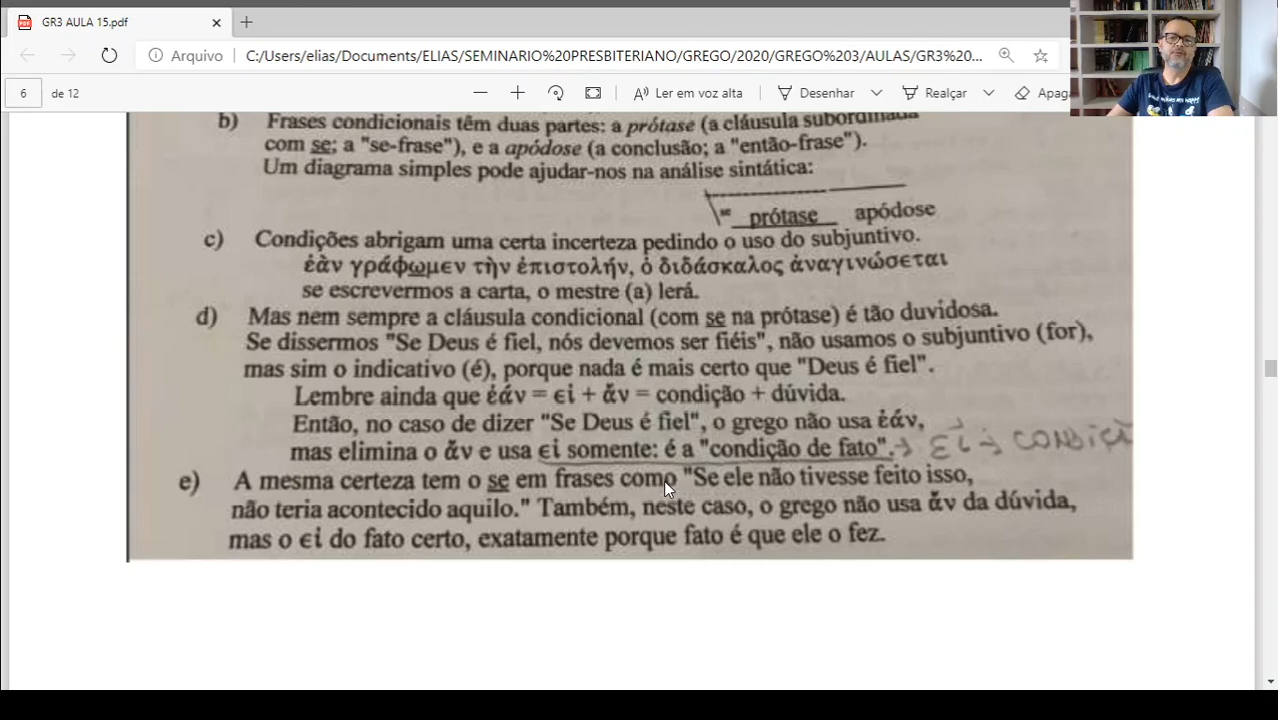 GR3 AULA 15.pdf
Arquivo C:/Users/elias/Documents/ELIAS/SEMINARIO%20PRESBITERIANO/GREGO/2020/GREGO%203/AULAS/GR3%20...
6 de 12 Ler em voz alta Desenhar Realçar Apag
b) Frases condicionais têm duas partes: a prótase (a cláusula subordinada
com se; a "se-frase"), e a apódose (a conclusão; a "então-frase").
Um diagrama simples pode ajudar-nos na análise sintática:
prótase apódose
c) Condições abrigam uma certa incerteza pedindo o uso do subjuntivo.
ἐὰν γράφωμεν τὴν ἐπιστολήν, ὁ διδάσκαλος ἀναγινώσεται
se escrevermos a carta, o mestre (a) lerá.
d) Mas nem sempre a cláusula condicional (com se na prótase) é tão duvidosa.
Se dissermos "Se Deus é fiel, nós devemos ser fiéis", não usamos o subjuntivo (for),
mas sim o indicativo (é), porque nada é mais certo que "Deus é fiel".
Lembre ainda que ἐάν = εἰ + ἄν = condição + dúvida.
Então, no caso de dizer "Se Deus é fiel", o grego não usa ἐάν,
mas elimina o ἄν e usa εἰ somente: é a "condição de fato". → εἰ → CONDIÇÃ
e) A mesma certeza tem o se em frases como "Se ele não tivesse feito isso,
não teria acontecido aquilo." Também, neste caso, o grego não usa ἄν da dúvida,
mas o εἰ do fato certo, exatamente porque fato é que ele o fez.